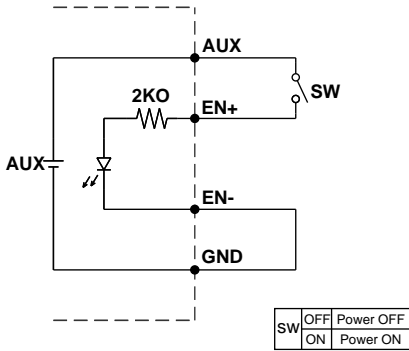 AUX
2KO
SW
EN+
AUX
EN-
GND
SW OFF Power OFF
ON Power ON